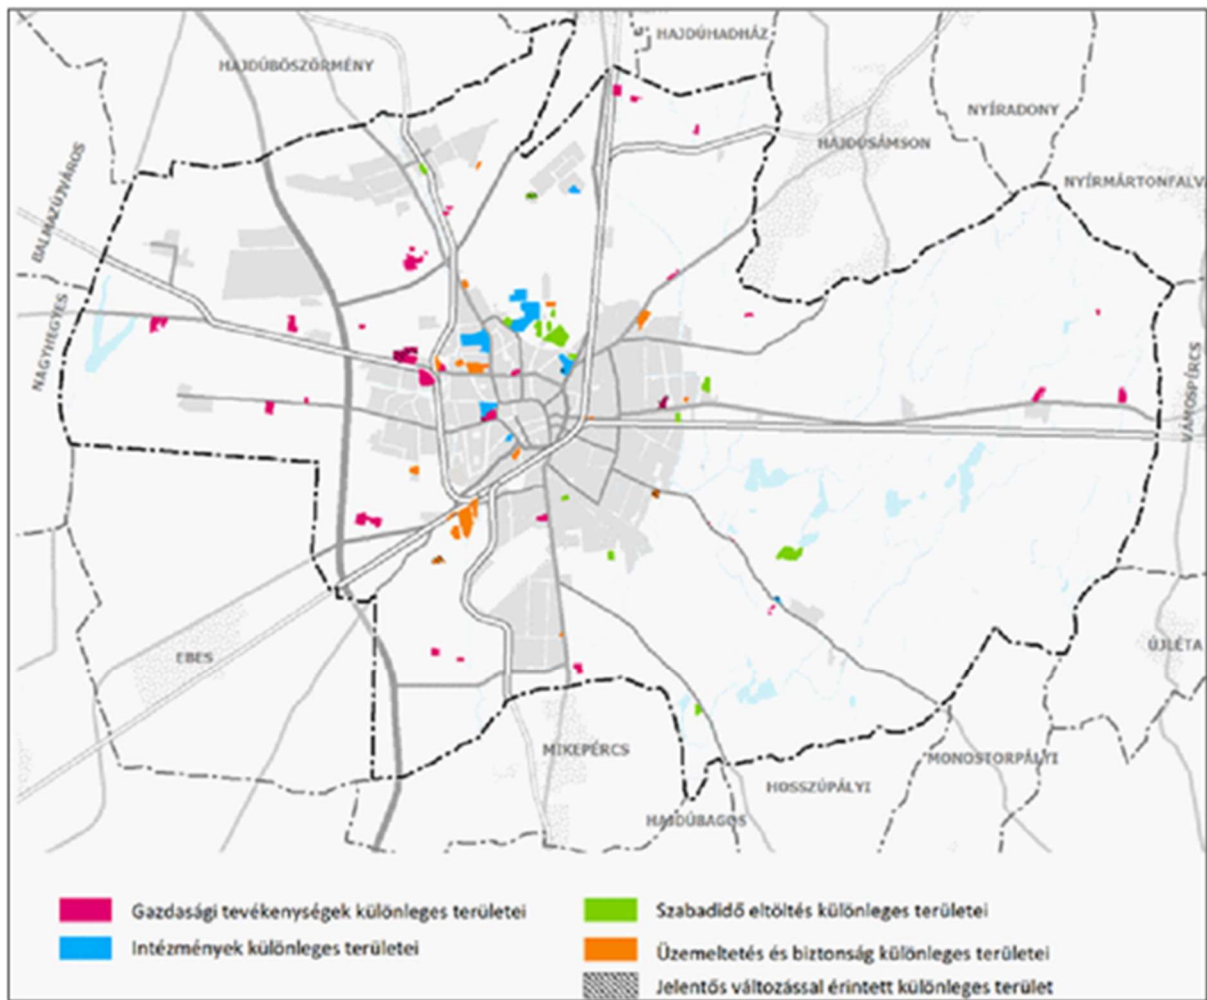 HAJDÚHADHÁZ
HAJDÚBÖSZÖRMÉNY
NYÍRADONY
HAJDÚSÁMSON
NYÍRMÁRTONFALV
BALMAZÚJVÁROS
NAGYHEGYES
VÁMOSPÉRCS
EBES
ÚJLÉTA
MIKEPÉRCS
MONOSTORPÁLYI
HOSSZÚPÁLYI
HAJDÚBAGOS
Gazdasági tevékenységek különleges területei
Intézmények különleges területei
Szabadidő eltöltés különleges területei
Üzemeltetés és biztonság különleges területei
Jelentős változással érintett különleges terület